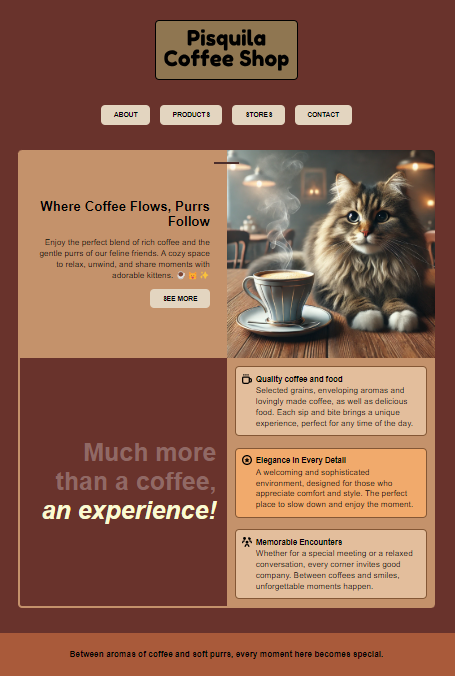 Pisquila
Coffee Shop
ABOUT
PRODUCTS
STORES
CONTACT
Where Coffee Flows, Purrs
Follow
Enjoy the perfect blend of rich coffee and the
gentle purrs of our feline friends. A cozy space
to relax, unwind, and share moments with
adorable kittens. ☕🐱✨
SEE MORE
Much more
than a coffee,
an experience!
Quality coffee and food
Selected grains, enveloping aromas and
lovingly made coffee, as well as delicious
food. Each sip and bite brings a unique
experience, perfect for any time of the day.
Elegance in Every Detail
A welcoming and sophisticated
environment, designed for those who
appreciate comfort and style. The perfect
place to slow down and enjoy the moment.
Memorable Encounters
Whether for a special meeting or a relaxed
conversation, every corner invites good
company. Between coffees and smiles,
unforgettable moments happen.
Between aromas of coffee and soft purrs, every moment here becomes special.